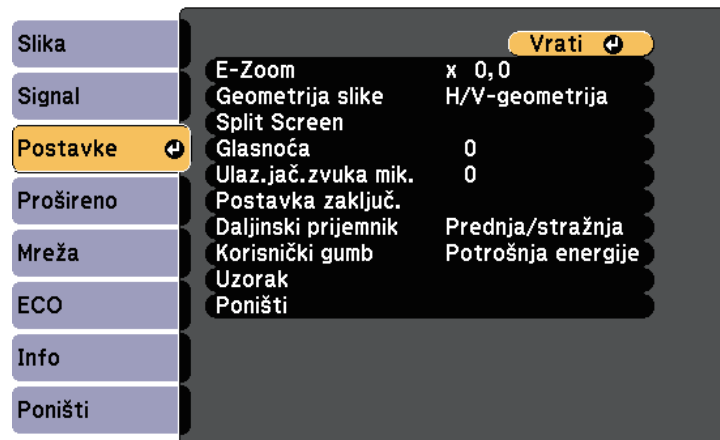 Slika
Signal
Postavke
Prošireno
Mreža
ECO
Info
Poništi
Vrati
E-Zoom x 0,0
Geometrija slike H/V-geometrija
Split Screen
Glasnoća 0
Ulaz.jač.zvuka mik. 0
Postavka zaključ.
Daljinski prijemnik Prednja/stražnja
Korisnički gumb Potrošnja energije
Uzorak
Poništi